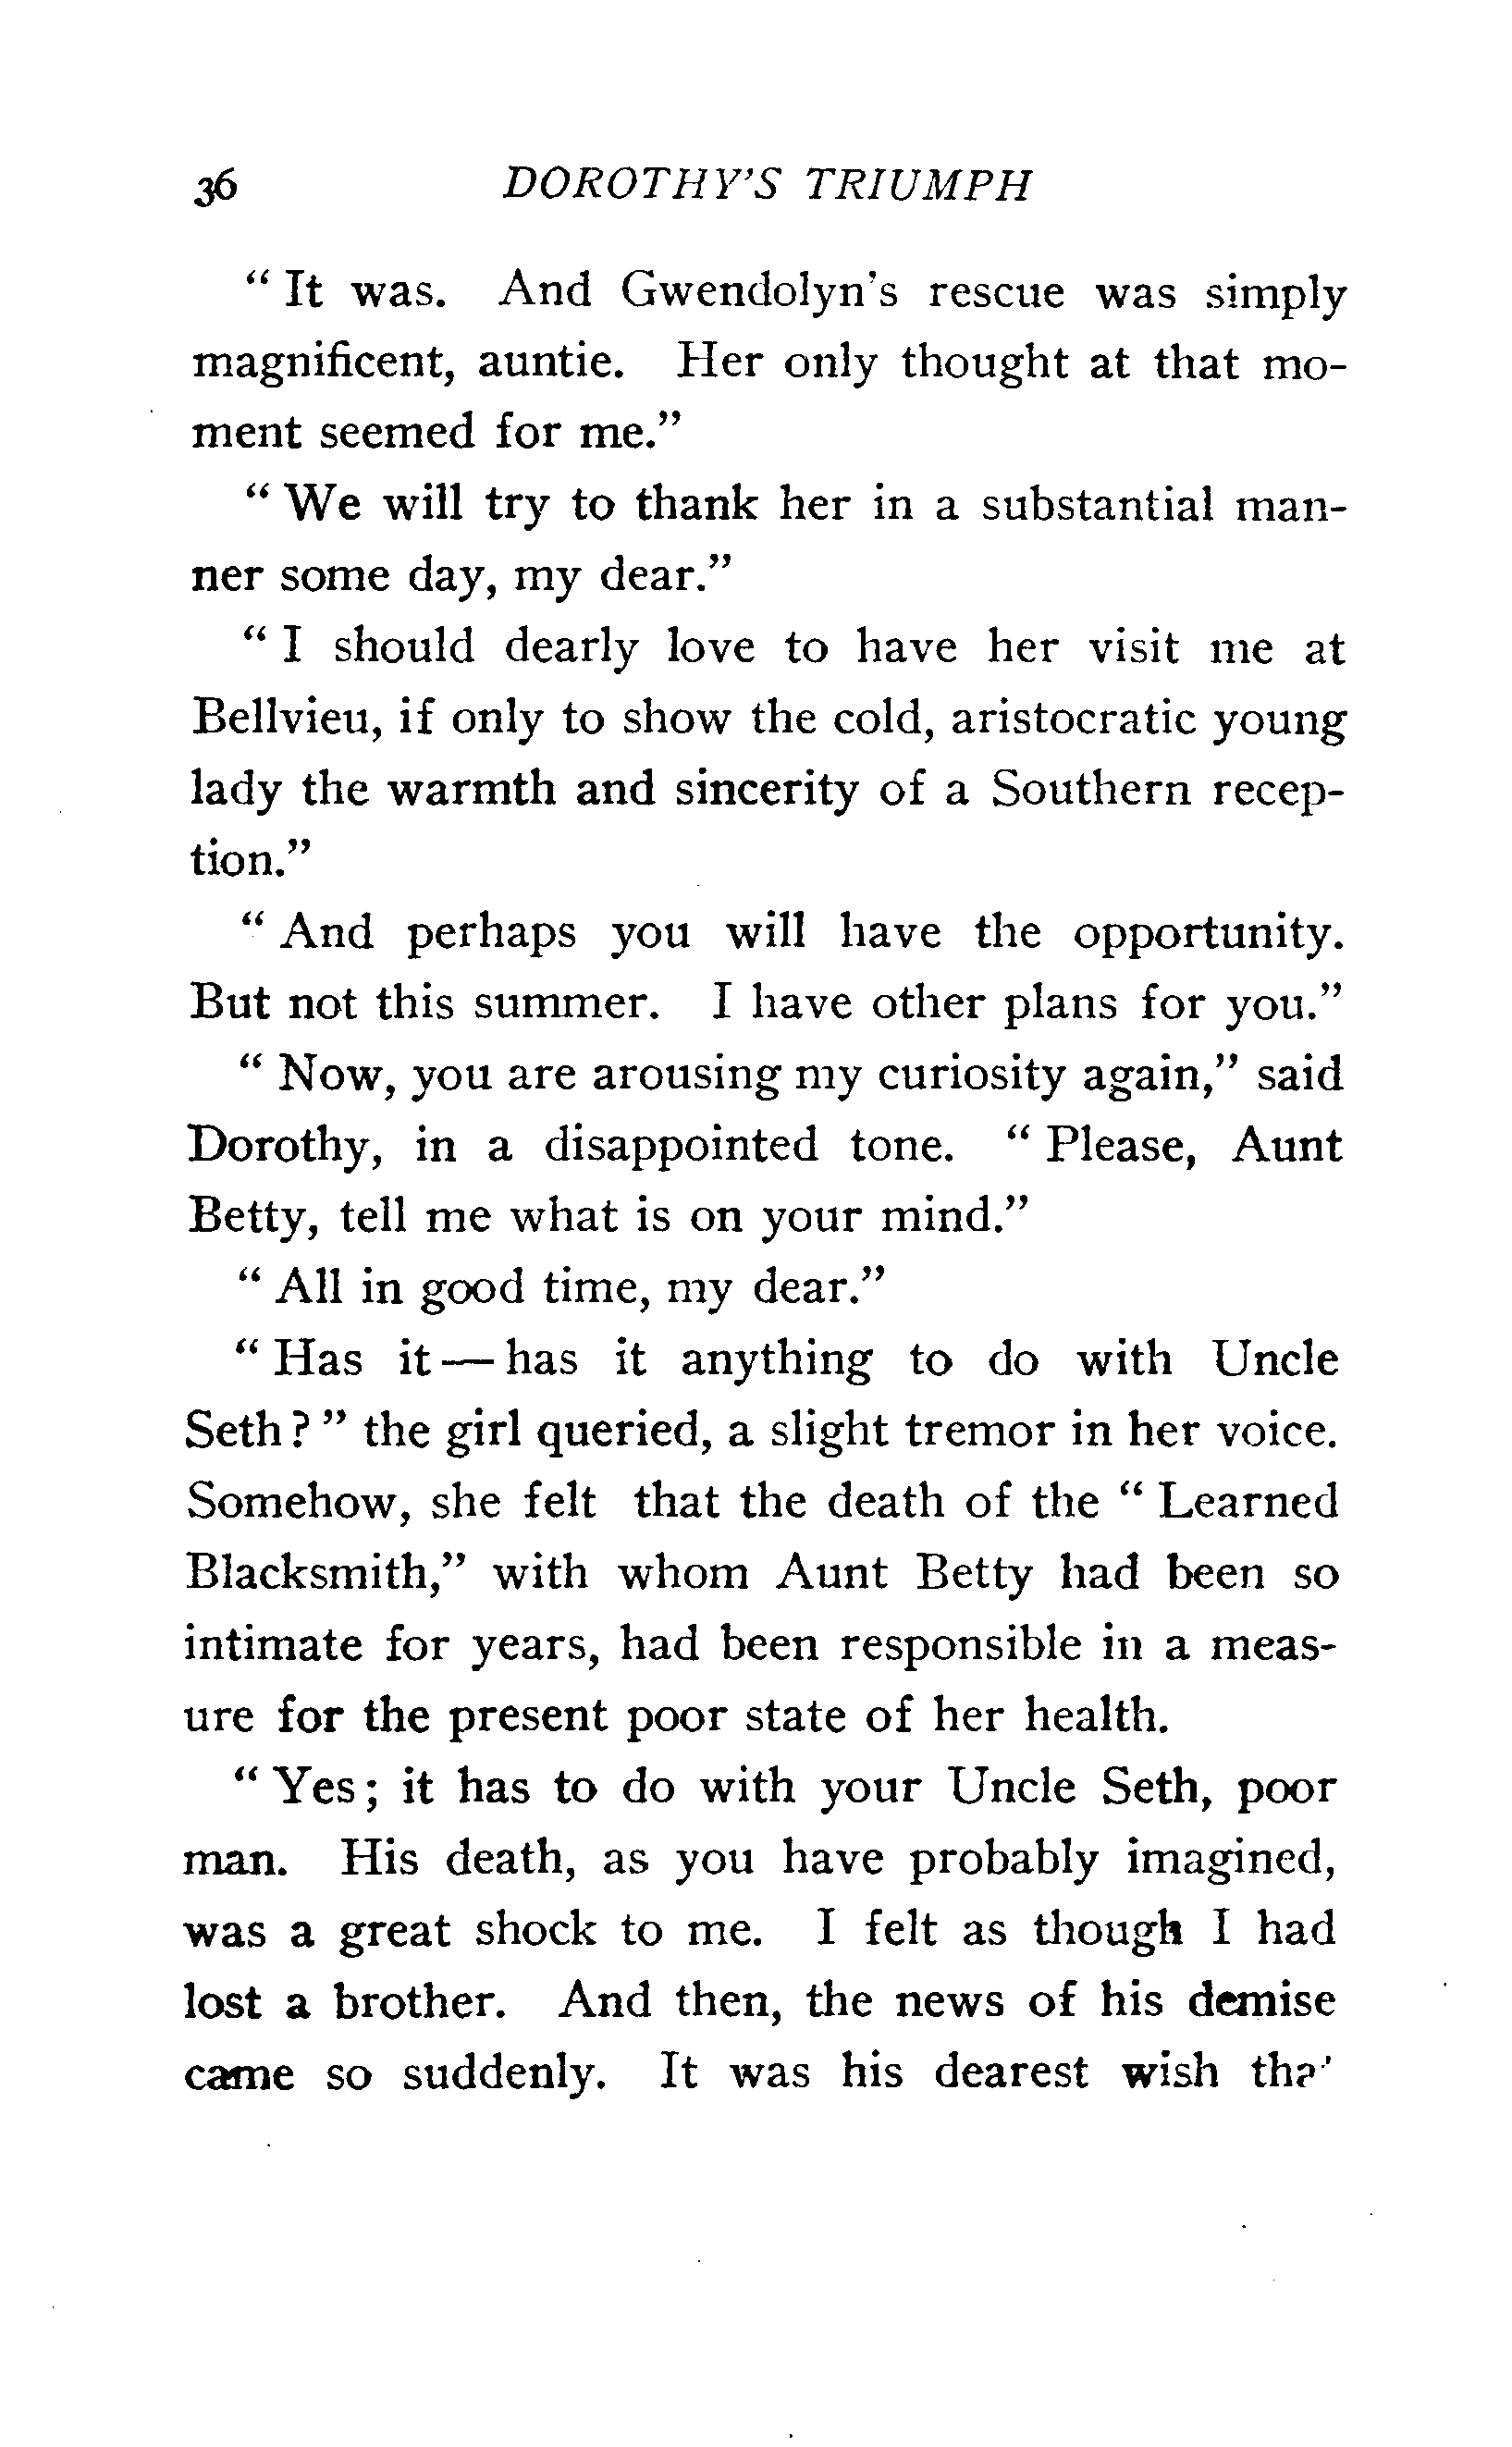 36 DOROTHY'S TRIUMPH
“ It was. And Gwendolyn's rescue was simply
magnificent, auntie. Her only thought at that mo-
ment seemed for me.”
“ We will try to thank her in a substantial man-
ner some day, my dear.”
“ I should dearly love to have her visit me at
Bellvieu, if only to show the cold, aristocratic young
lady the warmth and sincerity of a Southern recep-
tion.”
“ And perhaps you will have the opportunity.
But not this summer. I have other plans for you.”
“ Now, you are arousing my curiosity again,” said
Dorothy, in a disappointed tone. “ Please, Aunt
Betty, tell me what is on your mind.”
“ All in good time, my dear.”
“ Has it — has it anything to do with Uncle
Seth ? ” the girl queried, a slight tremor in her voice.
Somehow, she felt that the death of the “ Learned
Blacksmith,” with whom Aunt Betty had been so
intimate for years, had been responsible in a meas-
ure for the present poor state of her health.
“ Yes ; it has to do with your Uncle Seth, poor
man. His death, as you have probably imagined,
was a great shock to me. I felt as though I had
lost a brother. And then, the news of his demise
came so suddenly. It was his dearest wish